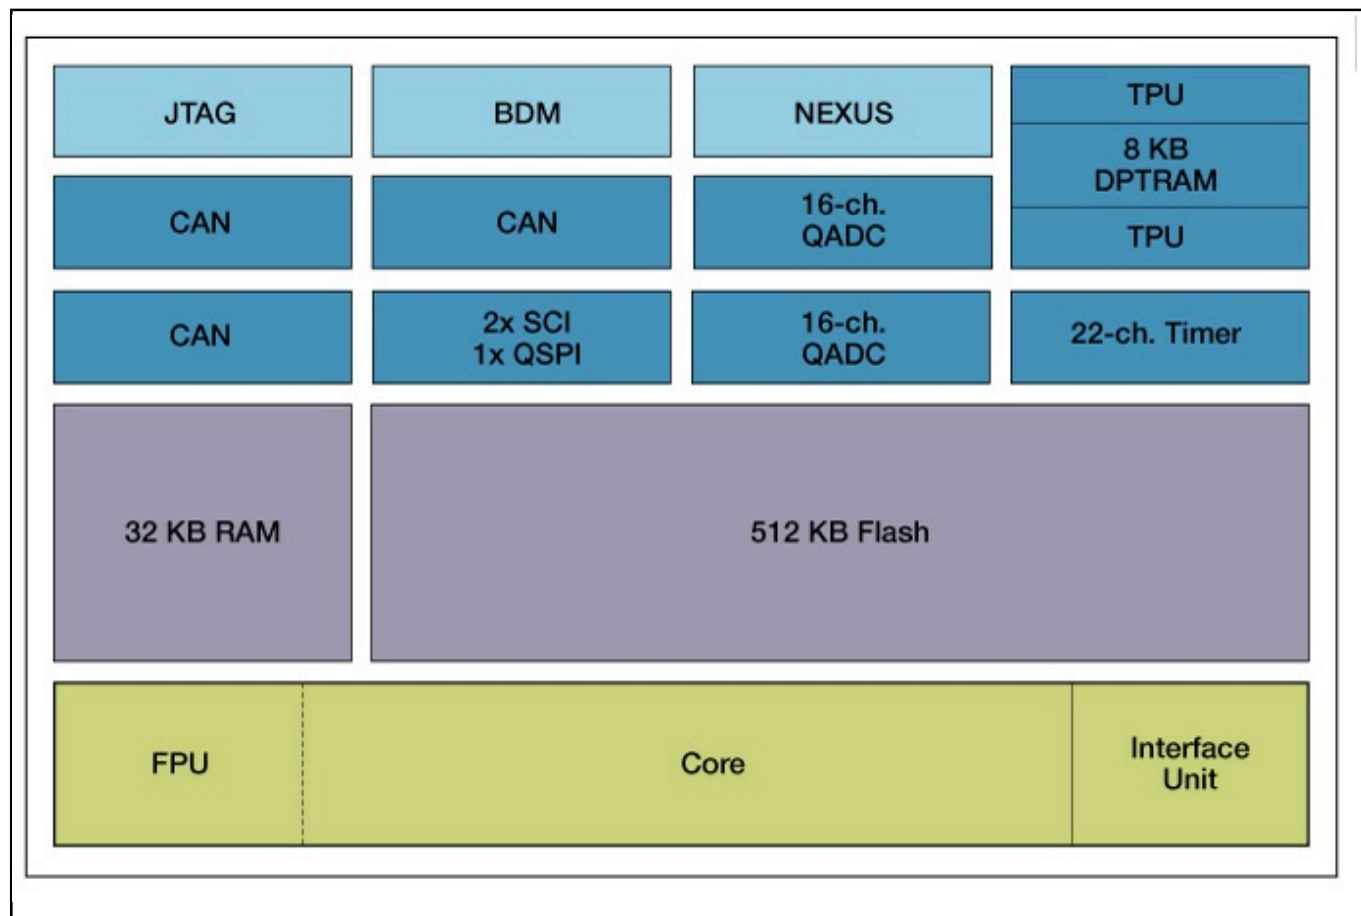 JTAG
BDM
NEXUS
TPU
8 KB
DPTRAM
TPU
CAN
CAN
16-ch.
QADC
CAN
2x SCI
1x QSPI
16-ch.
QADC
22-ch. Timer
32 KB RAM
512 KB Flash
FPU
Core
Interface
Unit